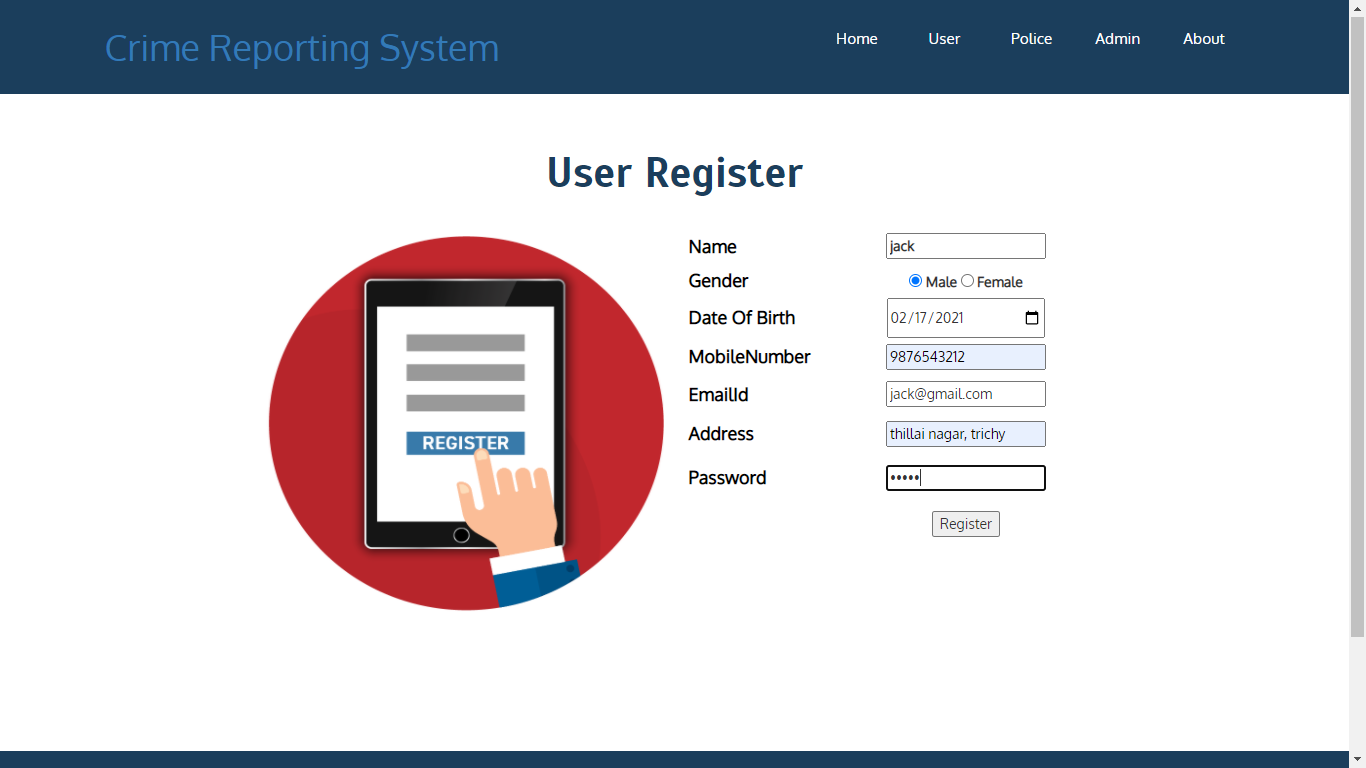 Crime Reporting System
Home User Police Admin About
User Register
Name jack
Gender Male Female
Date Of Birth 02/17/2021
MobileNumber 9876543212
EmailId jack@gmail.com
Address thillai nagar, trichy
Password •••••
Register
REGISTER